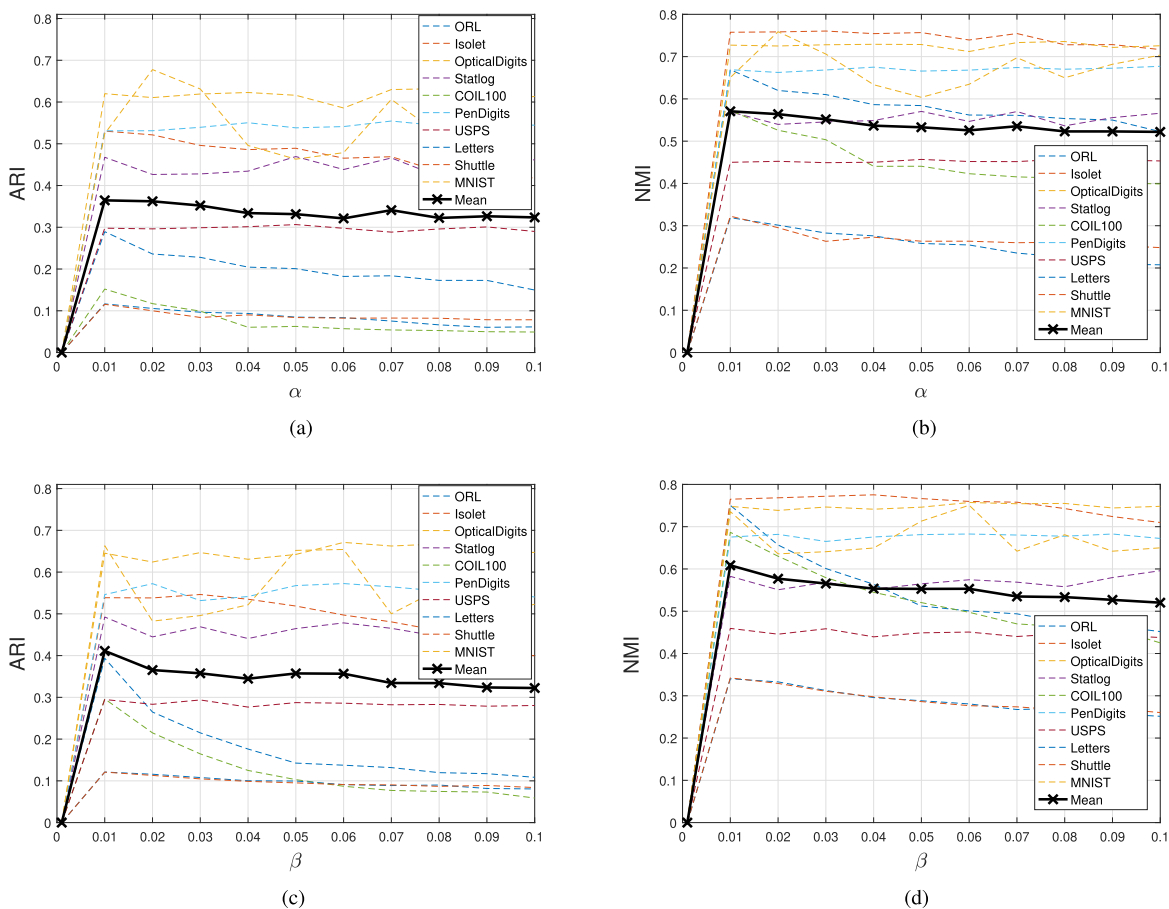 ARI
0.8
0.7
0.6
0.5
0.4
0.3
0.2
0.1
0
0 0.01 0.02 0.03 0.04 0.05 0.06 0.07 0.08 0.09 0.1
α
ORL
Isolet
OpticalDigits
Statlog
COIL100
PenDigits
USPS
Letters
Shuttle
MNIST
Mean
(a)
NMI
0.8
0.7
0.6
0.5
0.4
0.3
0.2
0.1
0
0 0.01 0.02 0.03 0.04 0.05 0.06 0.07 0.08 0.09 0.1
α
ORL
Isolet
OpticalDigits
Statlog
COIL100
PenDigits
USPS
Letters
Shuttle
MNIST
Mean
(b)
ARI
0.8
0.7
0.6
0.5
0.4
0.3
0.2
0.1
0
0 0.01 0.02 0.03 0.04 0.05 0.06 0.07 0.08 0.09 0.1
β
ORL
Isolet
OpticalDigits
Statlog
COIL100
PenDigits
USPS
Letters
Shuttle
MNIST
Mean
(c)
NMI
0.8
0.7
0.6
0.5
0.4
0.3
0.2
0.1
0
0 0.01 0.02 0.03 0.04 0.05 0.06 0.07 0.08 0.09 0.1
β
ORL
Isolet
OpticalDigits
Statlog
COIL100
PenDigits
USPS
Letters
Shuttle
MNIST
Mean
(d)